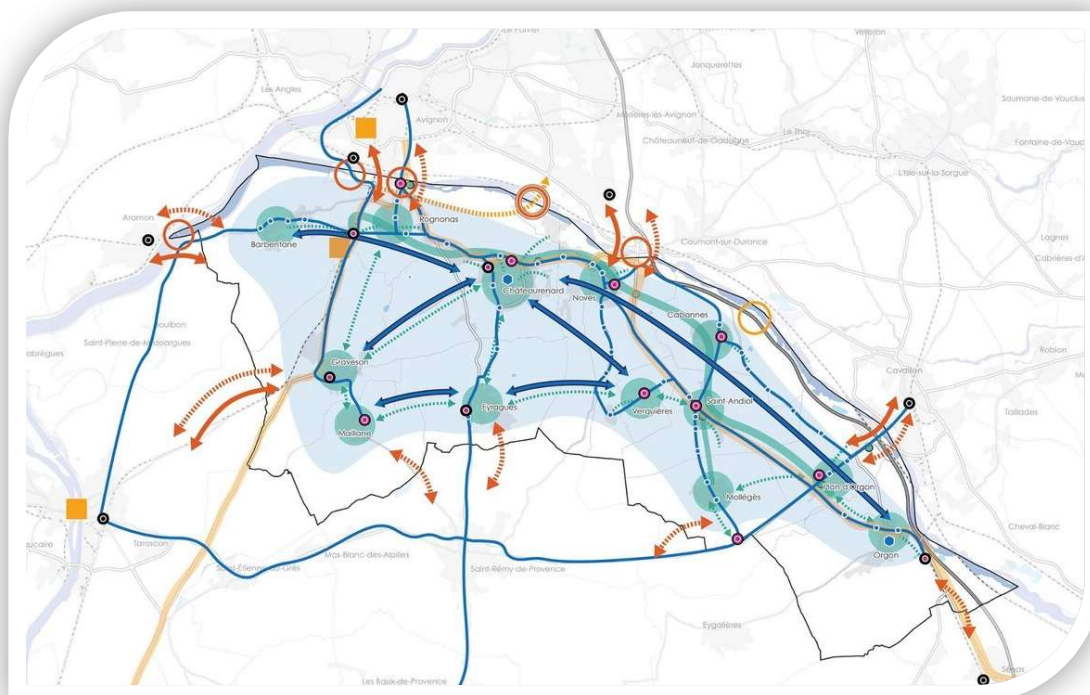 Le Pontet
Vedène
Jonquerettes
Les Angles
Saumane-de-Vaucluse
Avignon
Morières-lès-Avignon
Châteauneuf-de-Gadagne
Le Thor
Fontaine-de-Vaucluse
L'Isle-sur-la-Sorgue
Aramon
Rognonas
Barbentane
Caumont-sur-Durance
Lagnes
Cabrières-d'A
Châteaurenard
Noves
Cabannes
Boulbon
Saint-Pierre-de-Mézoargues
abrègues
Robion
Graveson
Cavaillon
Taillades
Maillane
Eyragues
Verquières
Saint-Andiol
Mollégès
Plan d'Orgon
Cheval-Blanc
Orgon
ucaire
Tarascon
Mas-Blanc-des-Alpilles
Saint-Étienne-du-Grès
Saint-Rémy-de-Provence
Eygalières
Sénas
Les Baux-de-Provence